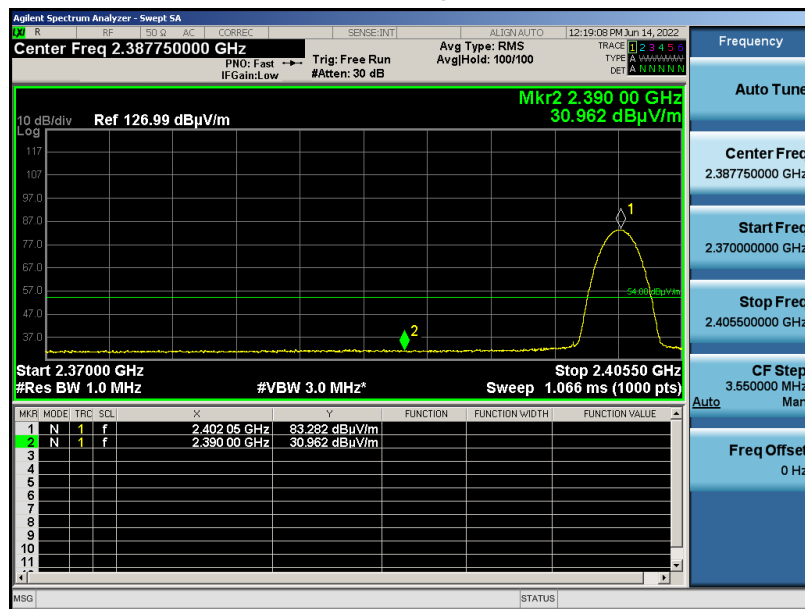 Agilent Spectrum Analyzer - Swept SA
LXI R RF 50 Ω AC CORREC SENSE:INT ALIGN AUTO 12:19:08 PM Jun 14, 2022
Center Freq 2.387750000 GHz
PNO: Fast
IFGain:Low
Trig: Free Run
#Atten: 30 dB
Avg Type: RMS
Avg|Hold: 100/100
TRACE 1 2 3 4 5 6
TYPE A
DET A N N N N N
Mkr2 2.390 00 GHz
30.962 dBµV/m
10 dB/div Ref 126.99 dBµV/m
Log
117
107
97.0
87.0
77.0
67.0
57.0
47.0
37.0
1
2
54.00 dBµV/m
Start 2.37000 GHz Stop 2.40550 GHz
#Res BW 1.0 MHz #VBW 3.0 MHz* Sweep 1.066 ms (1000 pts)
MKR MODE TRC SCL X Y FUNCTION FUNCTION WIDTH FUNCTION VALUE
1 N 1 f 2.402 05 GHz 83.282 dBµV/m
2 N 1 f 2.390 00 GHz 30.962 dBµV/m
3
4
5
6
7
8
9
10
11
MSG STATUS
Frequency
Auto Tune
Center Freq
2.387750000 GHz
Start Freq
2.370000000 GHz
Stop Freq
2.405500000 GHz
CF Step
3.550000 MHz
Auto Man
Freq Offset
0 Hz